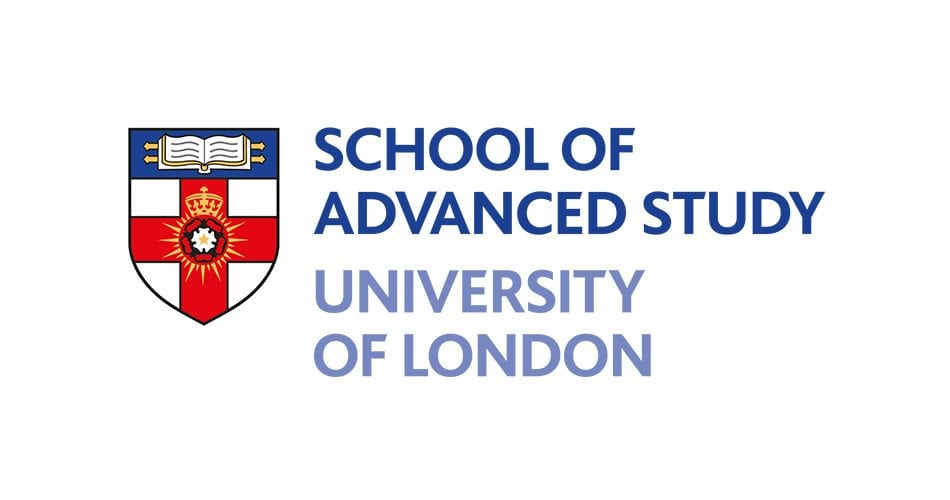 SCHOOL OF
ADVANCED STUDY
UNIVERSITY
OF LONDON